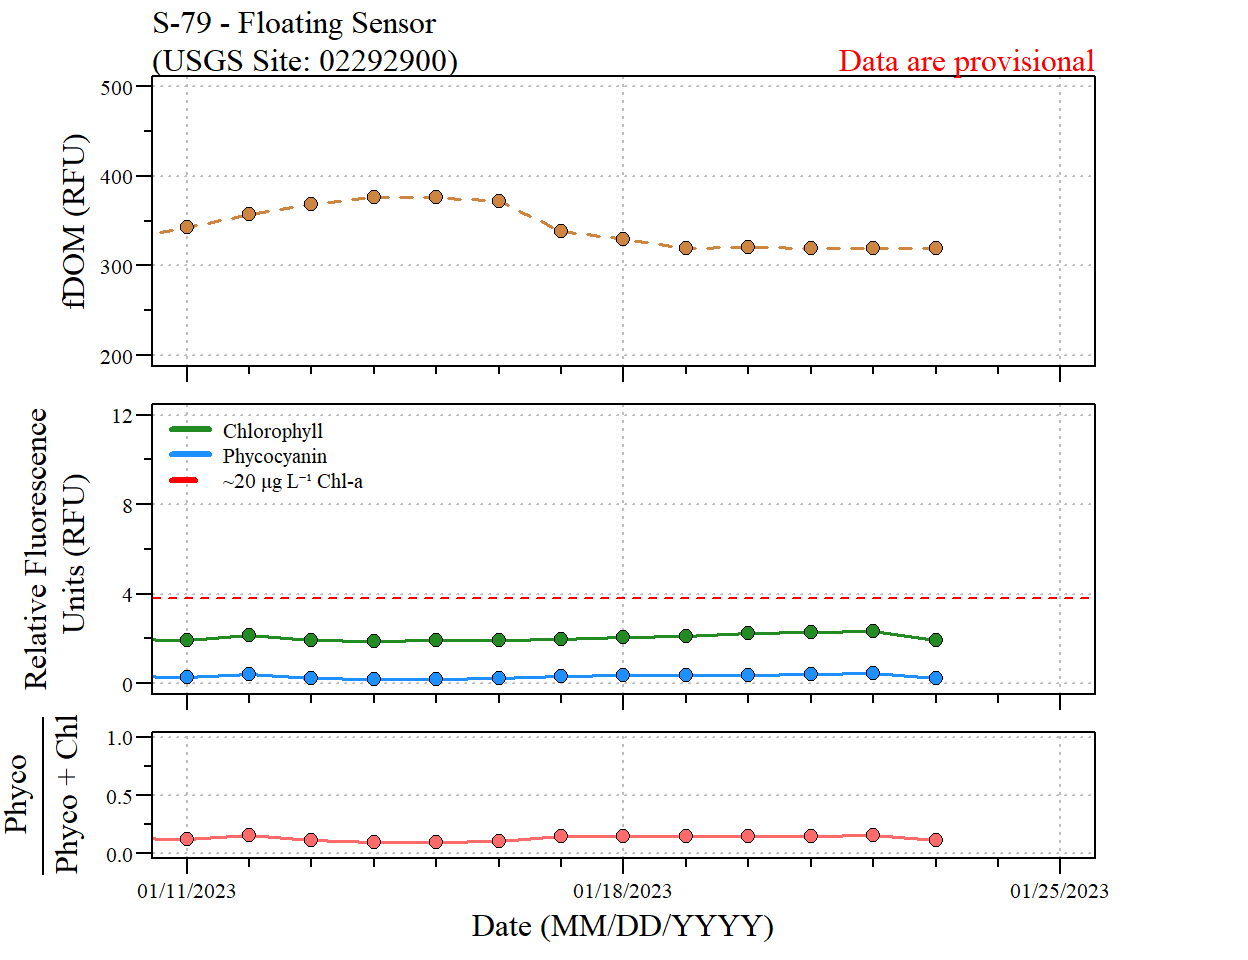 S-79 - Floating Sensor
(USGS Site: 02292900)
Data are provisional
500
400
300
200
fDOM (RFU)
12
8
4
0
Relative Fluorescence
Units (RFU)
Chlorophyll
Phycocyanin
~20 μg L⁻¹ Chl-a
1.0
0.5
0.0
Phyco
Phyco + Chl
01/11/2023
01/18/2023
01/25/2023
Date (MM/DD/YYYY)